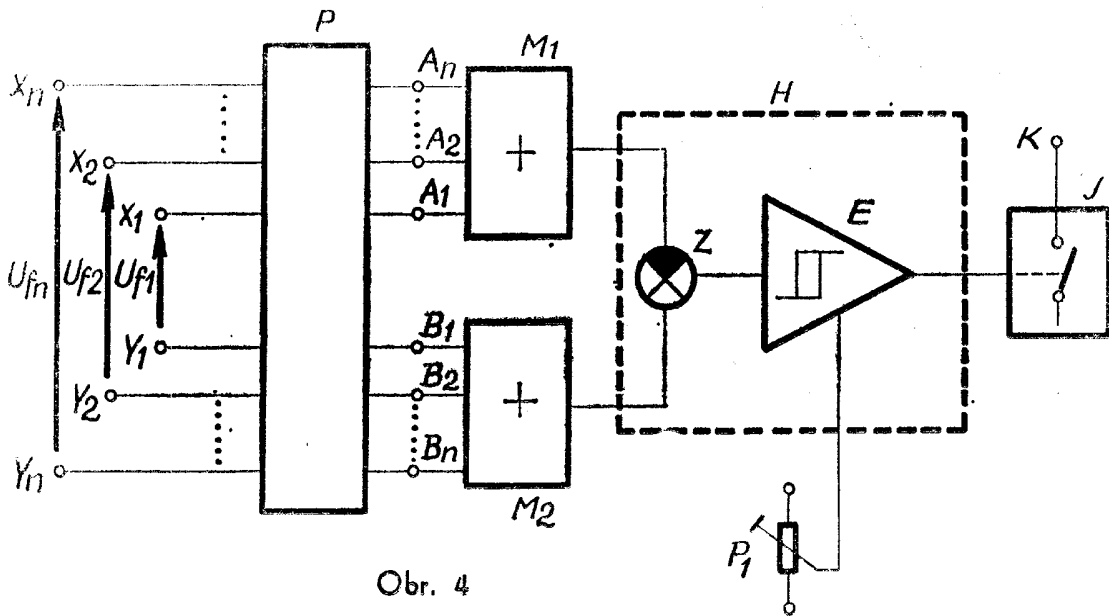 P
M1
H
Xn
An
X2
A2
X1
A1
+
K
J
E
Z
Ufn
Uf2
Uf1
Y1
B1
Y2
B2
+
Yn
Bn
M2
P1
Obr. 4